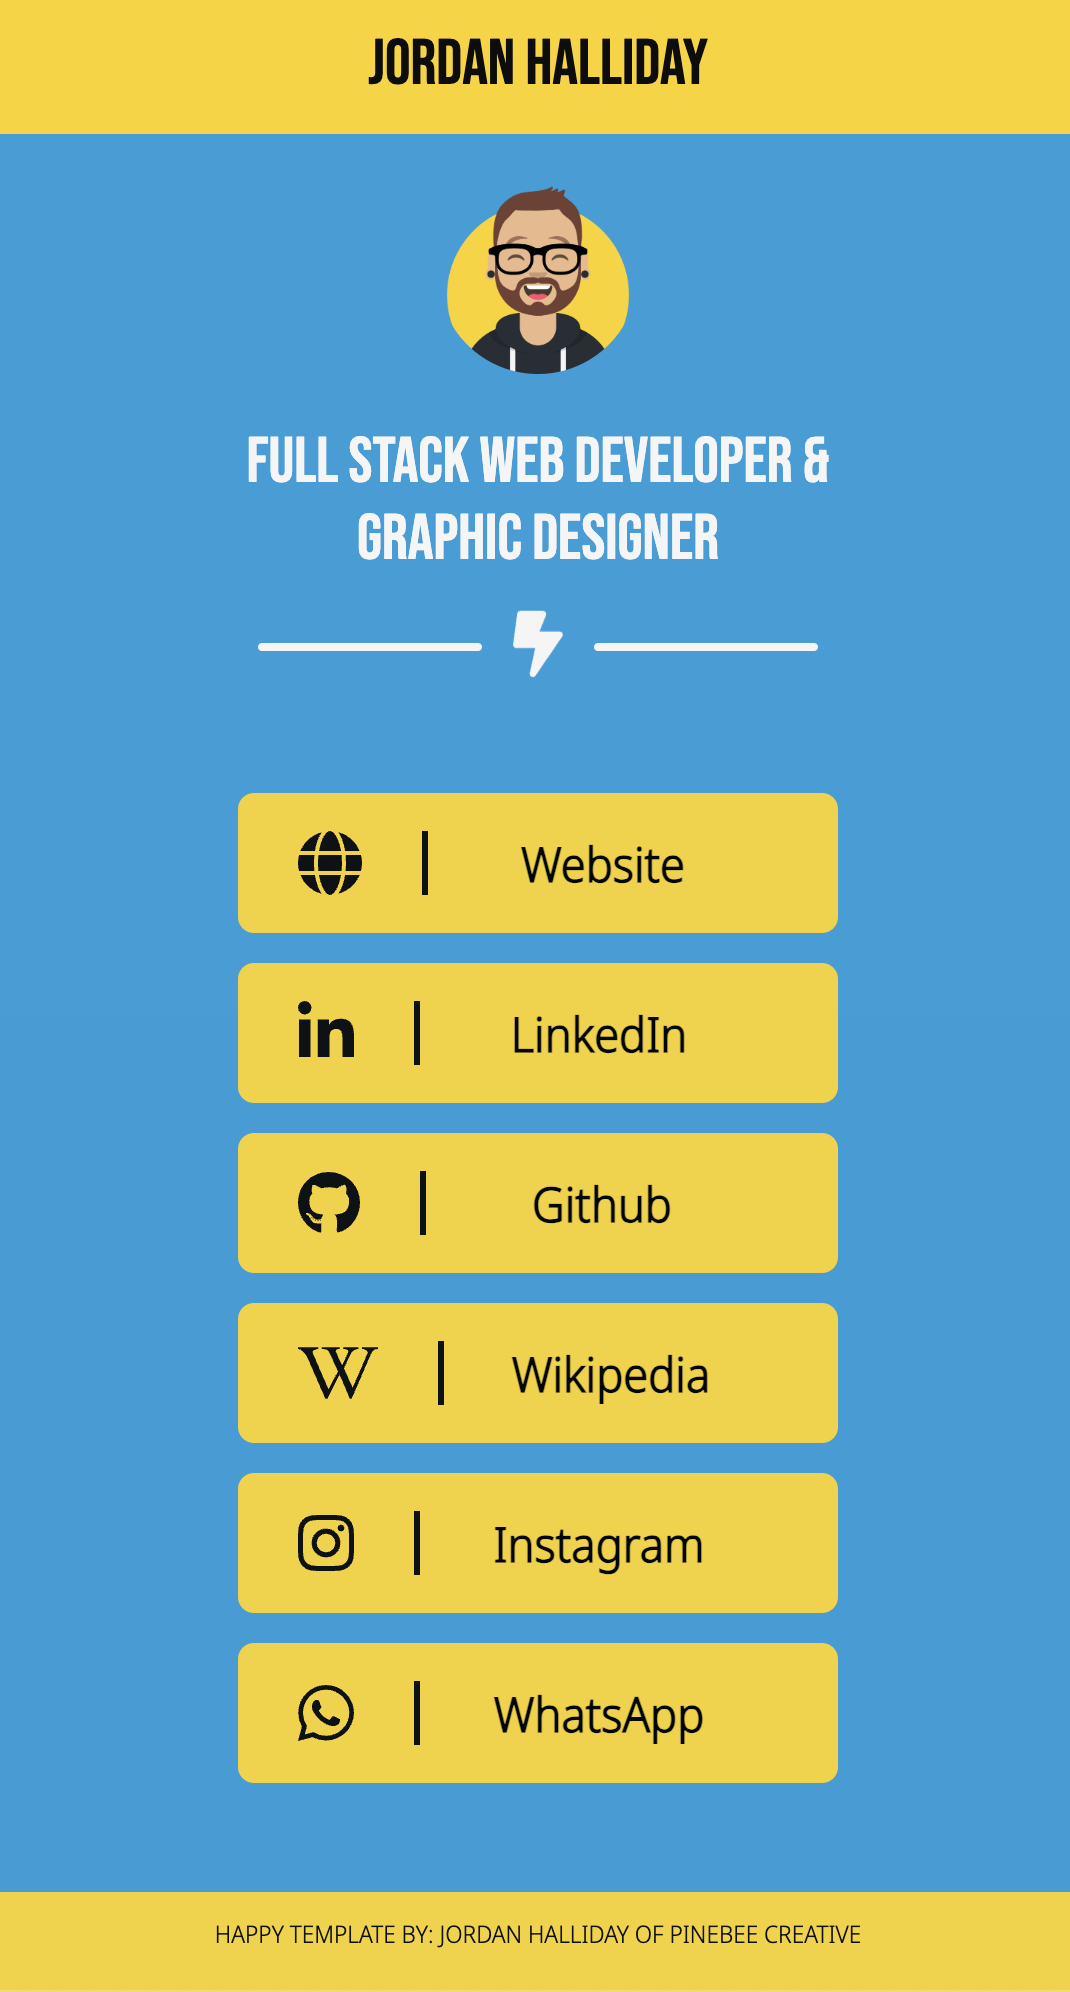 JORDAN HALLIDAY
FULL STACK WEB DEVELOPER &
GRAPHIC DESIGNER
Website
LinkedIn
Github
Wikipedia
Instagram
WhatsApp
HAPPY TEMPLATE BY: JORDAN HALLIDAY OF PINEBEE CREATIVE